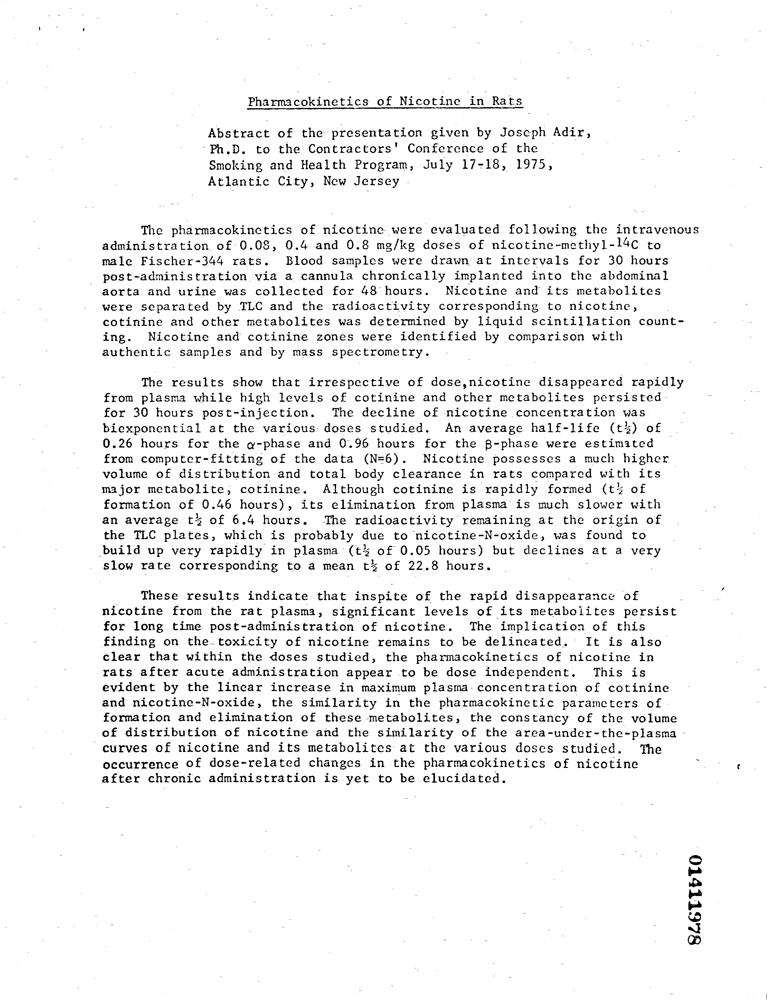 Pharmacokinetics of Nicotine in Rats
Abstract of the presentation given by Joseph Adir,
Ph.D. to the Contractors' Conference of the
Smoking and Health Program, July 17-18, 1975,
Atlantic City, New Jersey
The pharmacokinetics of nicotine were evaluated following the intravenous
administration of 0.08, 0.4 and 0.8 mg/kg doses of nicotine-methyl-14C to
male Fischer-344 rats. Blood samples were drawn at intervals for 30 hours
post-administration via a cannula chronically implanted into the abdominal
aorta and urine was collected for 48 hours. Nicotine and its metabolites
were separated by TLC and the radioactivity corresponding to nicotine,
cotinine and other metabolites was determined by liquid scintillation count-
ing. Nicotine and cotinine zones were identified by comparison with
authentic samples and by mass spectrometry.
The results show that irrespective of dose,nicotine disappeared rapidly
from plasma while high levels of cotinine and other metabolites persisted
for 30 hours post-injection. The decline of nicotine concentration was
biexponential at the various doses studied. An average half-life (t½) of
0.26 hours for the α-phase and 0.96 hours for the β-phase were estimated
from computer-fitting of the data (N=6). Nicotine possesses a much higher
volume of distribution and total body clearance in rats compared with its
major metabolite, cotinine. Although cotinine is rapidly formed (t½ of
formation of 0.46 hours), its elimination from plasma is much slower with
an average t½ of 6.4 hours. The radioactivity remaining at the origin of
the TLC plates, which is probably due to nicotine-N-oxide, was found to
build up very rapidly in plasma (t½ of 0.05 hours) but declines at a very
slow rate corresponding to a mean t½ of 22.8 hours.
These results indicate that inspite of the rapid disappearance of
nicotine from the rat plasma, significant levels of its metabolites persist
for long time post-administration of nicotine. The implication of this
finding on the toxicity of nicotine remains to be delineated. It is also
clear that within the doses studied, the pharmacokinetics of nicotine in
rats after acute administration appear to be dose independent. This is
evident by the linear increase in maximum plasma concentration of cotinine
and nicotine-N-oxide, the similarity in the pharmacokinetic parameters of
formation and elimination of these metabolites, the constancy of the volume
of distribution of nicotine and the similarity of the area-under-the-plasma
curves of nicotine and its metabolites at the various doses studied. The
occurrence of dose-related changes in the pharmacokinetics of nicotine
after chronic administration is yet to be elucidated.
01411978